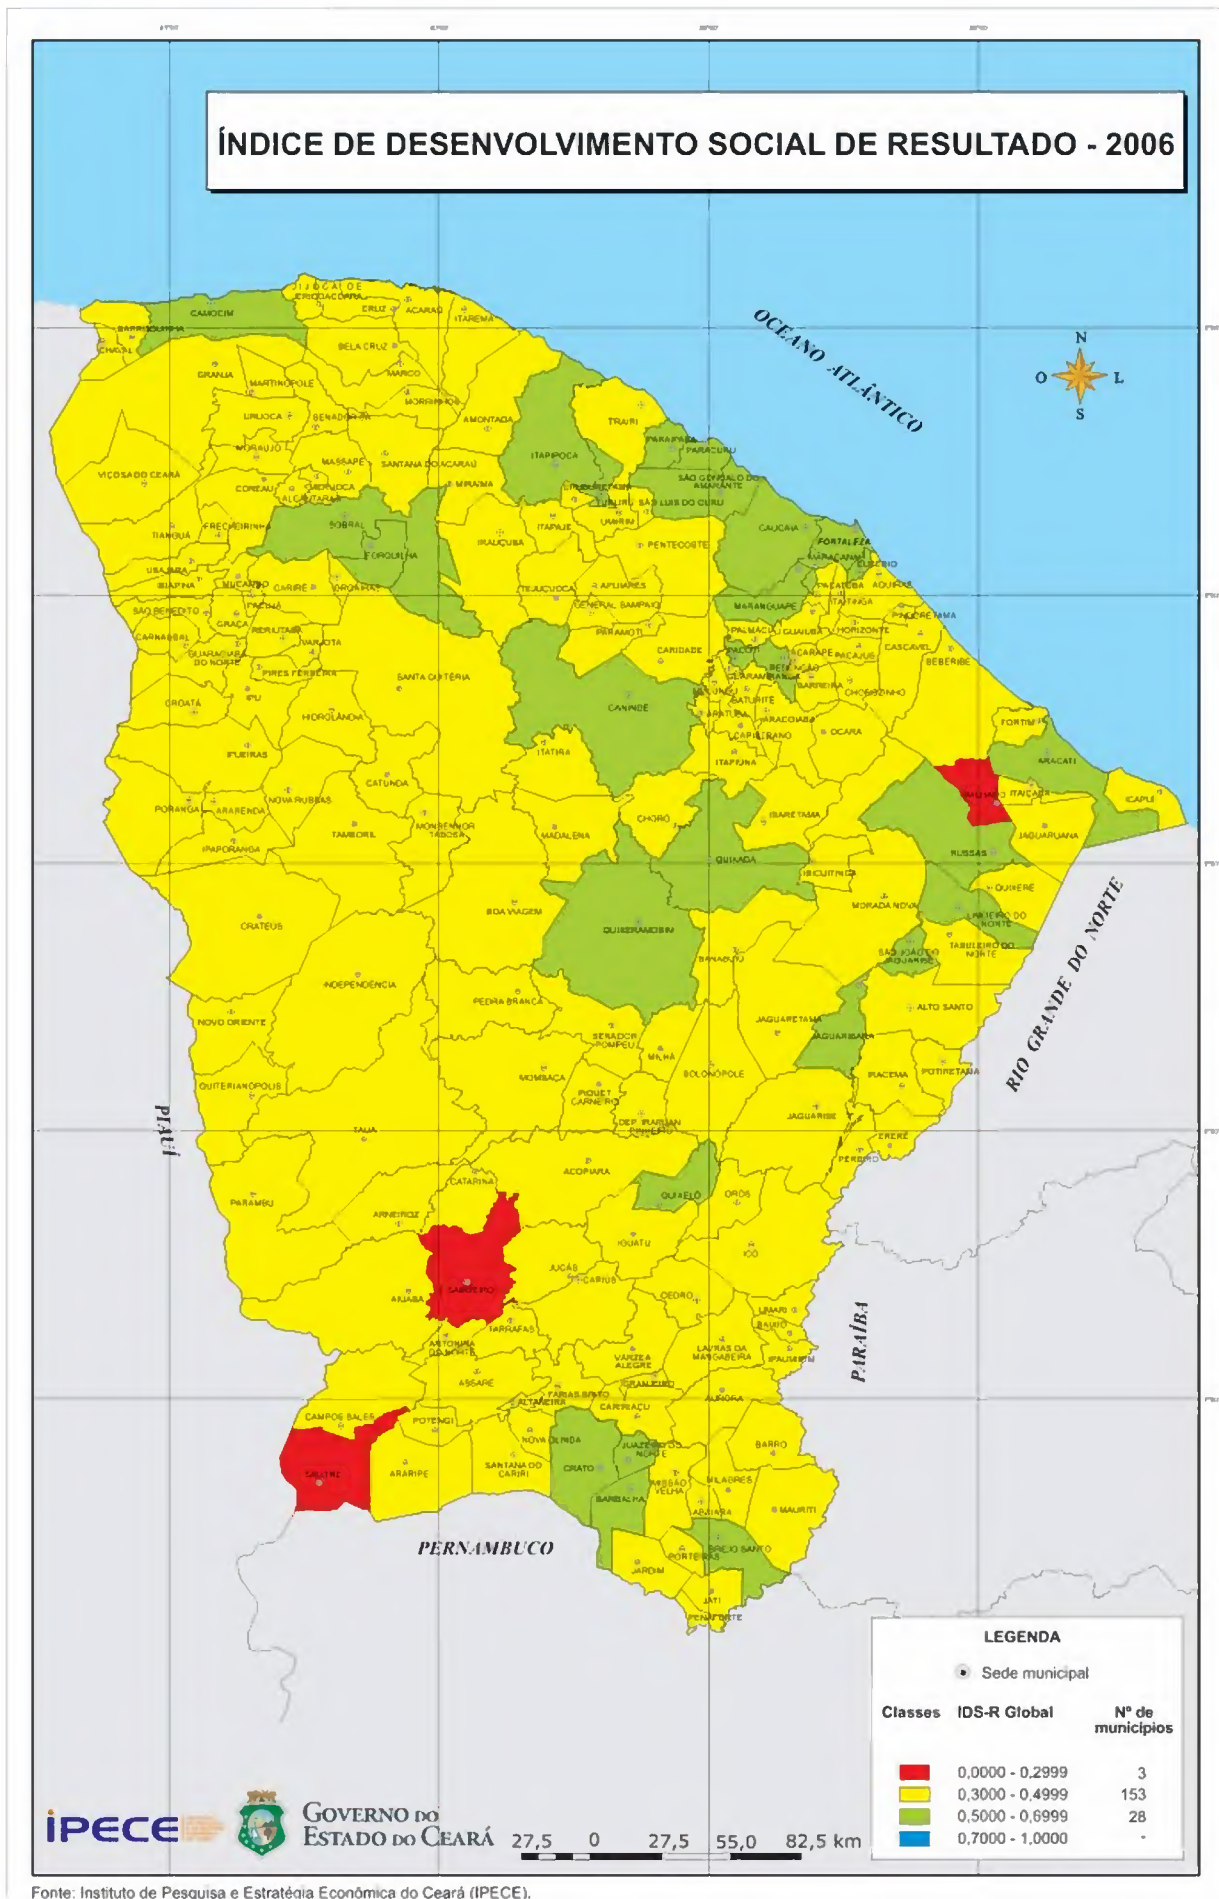 ÍNDICE DE DESENVOLVIMENTO SOCIAL DE RESULTADO - 2006
OCEANO ATLÂNTICO
N
O
L
S
CAMOCIM
CRUZ
ACARAÚ
ITAREMA
BELA CRUZ
MARCO
GRANJA
MARTINÓPOLE
MORRINHOS
URUOCA
AMONTADA
TRAIRI
PARAIPABA
PARACURU
MORAÚJO
MASSAPÊ
SANTANA DO ACARAÚ
ITAPIPOCA
SÃO GONÇALO DO
AMARANTE
VIÇOSA DO CEARÁ
COREAÚ
ALCÂNTARAS
MIRAÍMA
SÃO LUIS DO CURU
TIANGUÁ
FRECHEIRINHA
SOBRAL
FORQUILHA
IRAUÇUBA
ITAPAJÉ
UMIRIM
PENTECOSTE
CAUCAIA
FORTALEZA
EUSÉBIO
AQUIRAZ
UBAJARA
IBIAPINA
MUCAMBO
CARIRÉ
GROAÍRAS
TEJUÇUOCA
APUIARÉS
GENERAL SAMPAIO
PARAMOTI
MARANGUAPE
PACATUBA
ITAITINGA
SÃO BENEDITO
GRAÇA
PACUJÁ
CARNAUBAL
GUARACIABA
DO NORTE
RERIUTABA
VARJOTA
PIRES FERREIRA
CARIDADE
PALMÁCIA
GUAIÚBA
HORIZONTE
PINDORETAMA
CASCAVEL
PACOTI
ACARAPE
PACAJUS
BEBERIBE
SANTA QUITÉRIA
BARREIRA
CHOROZINHO
CROATÁ
IPU
HIDROLÂNDIA
CANINDÉ
BATURITÉ
ARATUBA
ARACOIABA
CAPISTRANO
OCARA
FORTIM
IPUEIRAS
ITATIRA
ITAPIÚNA
ARACATI
CATUNDA
PORANGA
ARARENDÁ
NOVA RUSSAS
TAMBORIL
MONSENHOR
TABOSA
MADALENA
CHORÓ
IBARETAMA
ITAIÇABA
ICAPUÍ
JAGUARUANA
IPAPORANGA
QUIXADÁ
RUSSAS
IBICUITINGA
QUIXERÉ
BOA VIAGEM
MORADA NOVA
CRATEÚS
QUIXERAMOBIM
LIMOEIRO DO
NORTE
TABULEIRO DO
NORTE
SÃO JOÃO DO
JAGUARIBE
BANABUIÚ
INDEPENDÊNCIA
PEDRA BRANCA
NOVO ORIENTE
SENADOR
POMPEU
JAGUARETAMA
JAGUARIBARA
ALTO SANTO
RIO GRANDE DO NORTE
MILHÃ
SOLONÓPOLE
MOMBAÇA
PIQUET
CARNEIRO
IRACEMA
POTIRETAMA
QUITERIANÓPOLIS
DEP. IRAPUAN
PINHEIRO
JAGUARIBE
PIAUÍ
TAUÁ
ERERÊ
PEREIRO
ACOPIARA
CATARINA
QUIXELÔ
ORÓS
PARAMBU
ARNEIROZ
IGUATU
ICÓ
JUCÁS
CARIÚS
AIUABA
SABOEIRO
CEDRO
UMARI
BAIXIO
TARRAFAS
ANTONINA
DO NORTE
VÁRZEA
ALEGRE
LAVRAS DA
MANGABEIRA
IPAUMIRIM
PARAÍBA
ASSARÉ
GRANJEIRO
FARIAS BRITO
ALTANEIRA
CARIRIAÇU
AURORA
CAMPOS SALES
POTENGI
NOVA OLINDA
JUAZEIRO DO
NORTE
BARRO
SALITRE
ARARIPE
SANTANA DO
CARIRI
CRATO
MISSÃO
VELHA
MILAGRES
BARBALHA
ABAIARA
MAURITI
PERNAMBUCO
BREJO SANTO
PORTEIRAS
JARDIM
JATI
PENAFORTE
LEGENDA
Sede municipal
Classes IDS-R Global Nº de
municípios
0,0000 - 0,2999 3
0,3000 - 0,4999 153
0,5000 - 0,6999 28
0,7000 - 1,0000 -
iPECE
GOVERNO DO
ESTADO DO CEARÁ
27,5 0 27,5 55,0 82,5 km
Fonte: Instituto de Pesquisa e Estratégia Econômica do Ceará (IPECE).